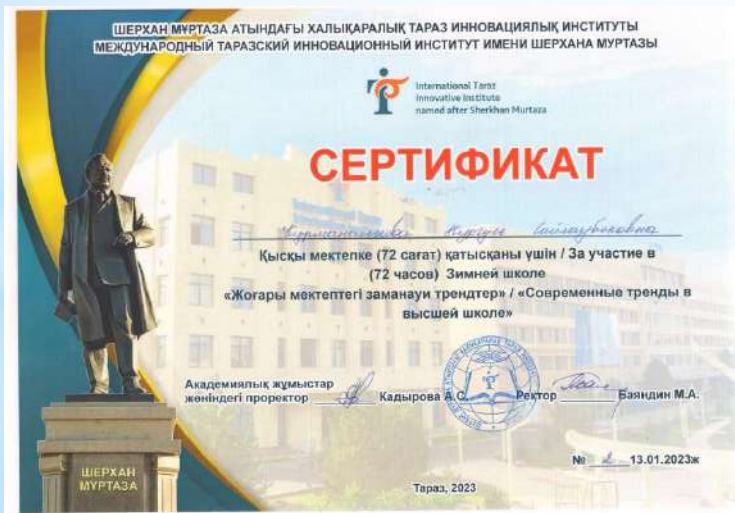 ШЕРХАН МҰРТАЗА АТЫНДАҒЫ ХАЛЫҚАРАЛЫҚ ТАРАЗ ИННОВАЦИЯЛЫҚ ИНСТИТУТЫ
МЕЖДУНАРОДНЫЙ ТАРАЗСКИЙ ИННОВАЦИОННЫЙ ИНСТИТУТ ИМЕНИ ШЕРХАНА МУРТАЗЫ
International Taraz
Innovative Institute
named after Sherkhan Murtaza
СЕРТИФИКАТ
Қысқы мектепке (72 сағат) қатысқаны үшін / За участие в
(72 часов) Зимней школе
«Жоғары мектептегі заманауи трендтер» / «Современные тренды в
высшей школе»
Академиялық жұмыстар
жөніндегі проректор Кадырова А.С. Ректор Баяндин М.А.
№ 2 13.01.2023ж
Тараз, 2023
ШЕРХАН
МҰРТАЗА